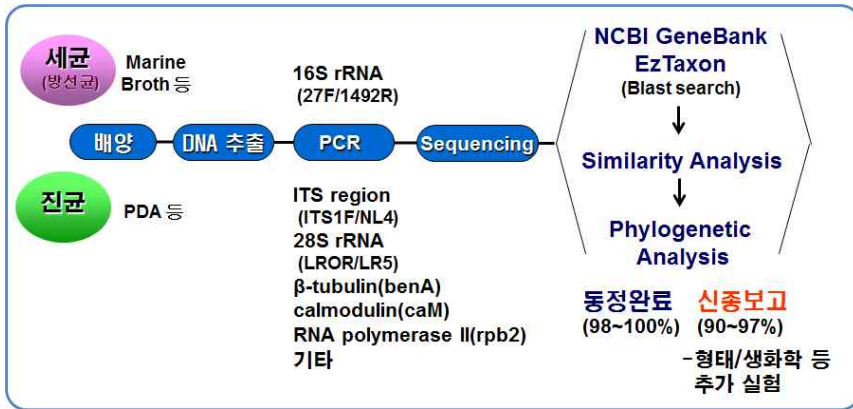 세균
(방선균)
Marine
Broth 등
16S rRNA
(27F/1492R)
배양
DNA 추출
PCR
Sequencing
진균
PDA 등
ITS region
(ITS1F/NL4)
28S rRNA
(LROR/LR5)
β-tubulin(benA)
calmodulin(caM)
RNA polymerase II(rpb2)
기타
NCBI GeneBank
EzTaxon
(Blast search)
Similarity Analysis
Phylogenetic
Analysis
동정완료
(98~100%)
신종보고
(90~97%)
-형태/생화학 등
추가 실험